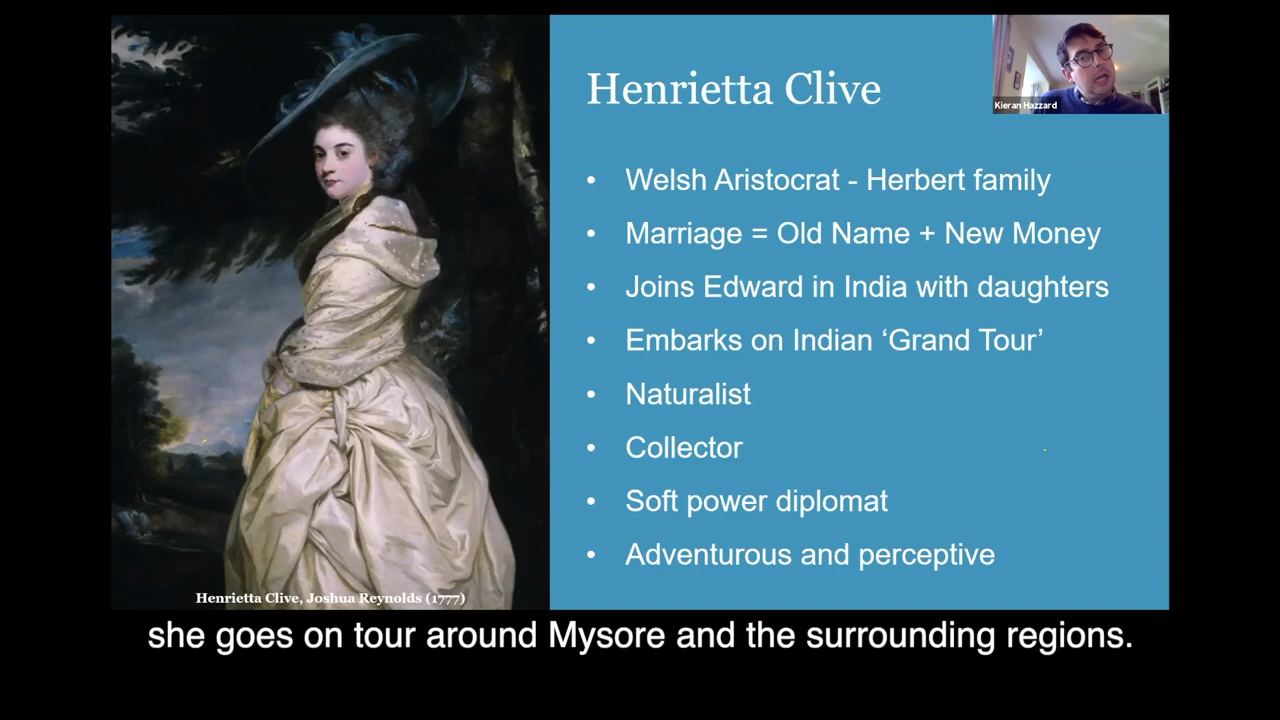 Henrietta Clive
Kieran Hazzard
• Welsh Aristocrat - Herbert family
• Marriage = Old Name + New Money
• Joins Edward in India with daughters
• Embarks on Indian ‘Grand Tour’
• Naturalist
• Collector
• Soft power diplomat
• Adventurous and perceptive
Henrietta Clive, Joshua Reynolds (1777)
she goes on tour around Mysore and the surrounding regions.